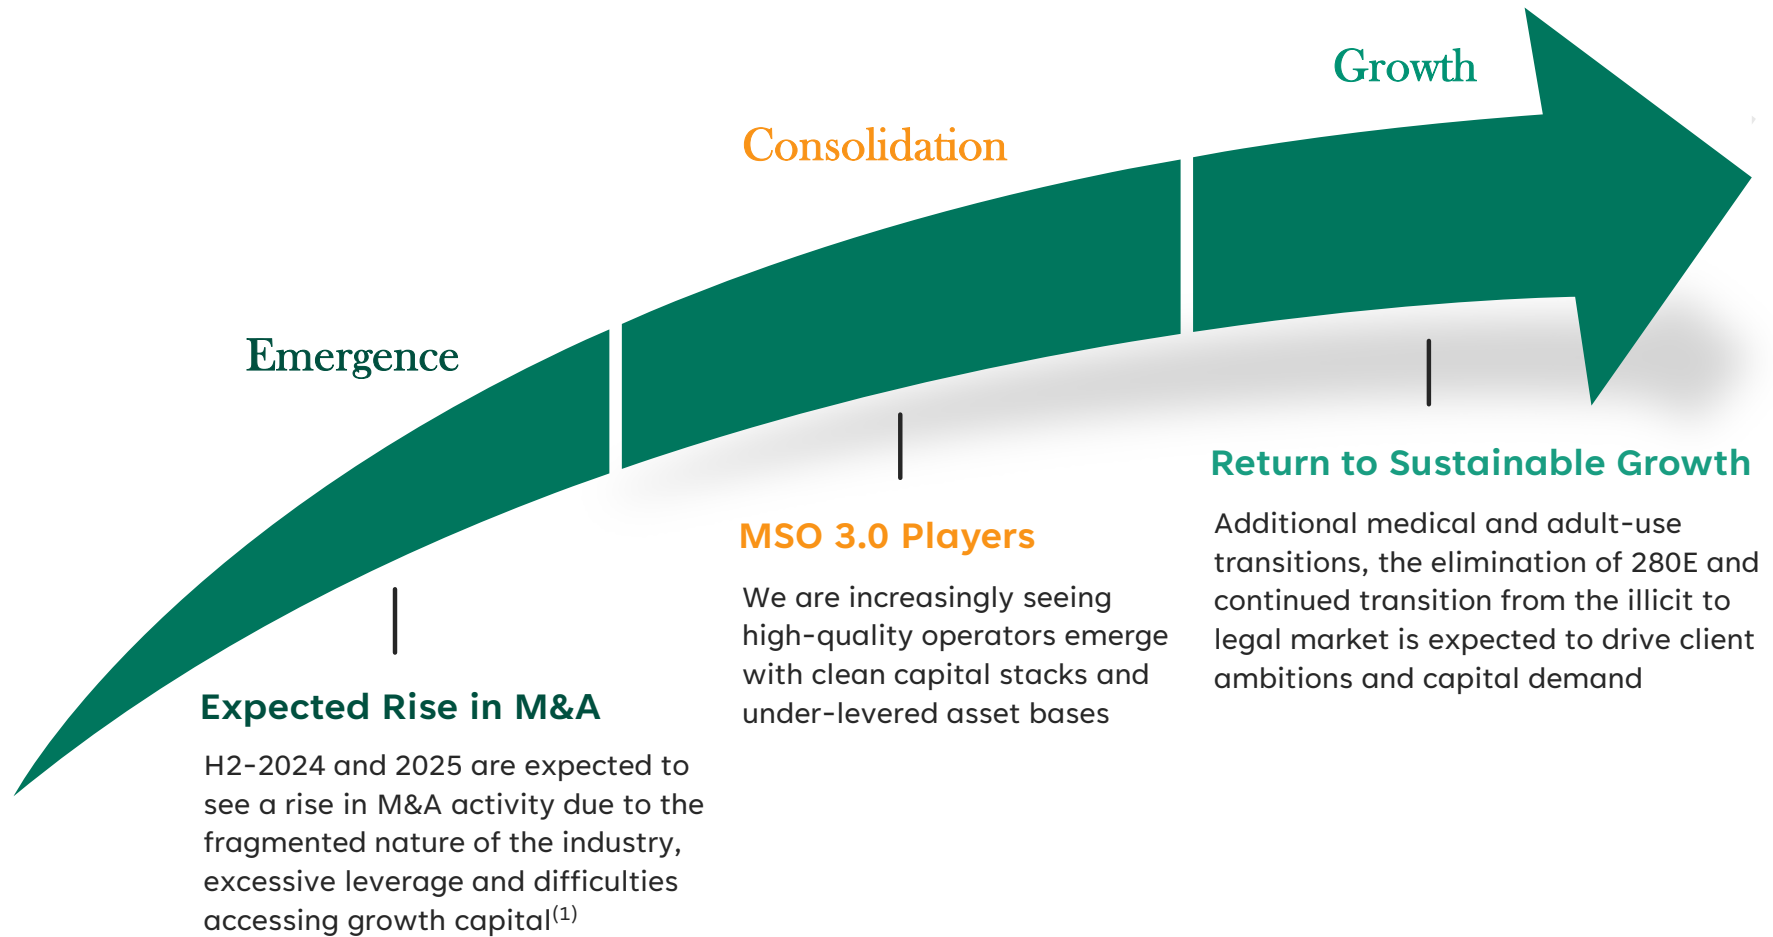 Growth
Consolidation
Emergence
Expected Rise in M&A
H2-2024 and 2025 are expected to
see a rise in M&A activity due to the
fragmented nature of the industry,
excessive leverage and difficulties
accessing growth capital(1)
MSO 3.0 Players
We are increasingly seeing
high-quality operators emerge
with clean capital stacks and
under-levered asset bases
Return to Sustainable Growth
Additional medical and adult-use
transitions, the elimination of 280E and
continued transition from the illicit to
legal market is expected to drive client
ambitions and capital demand